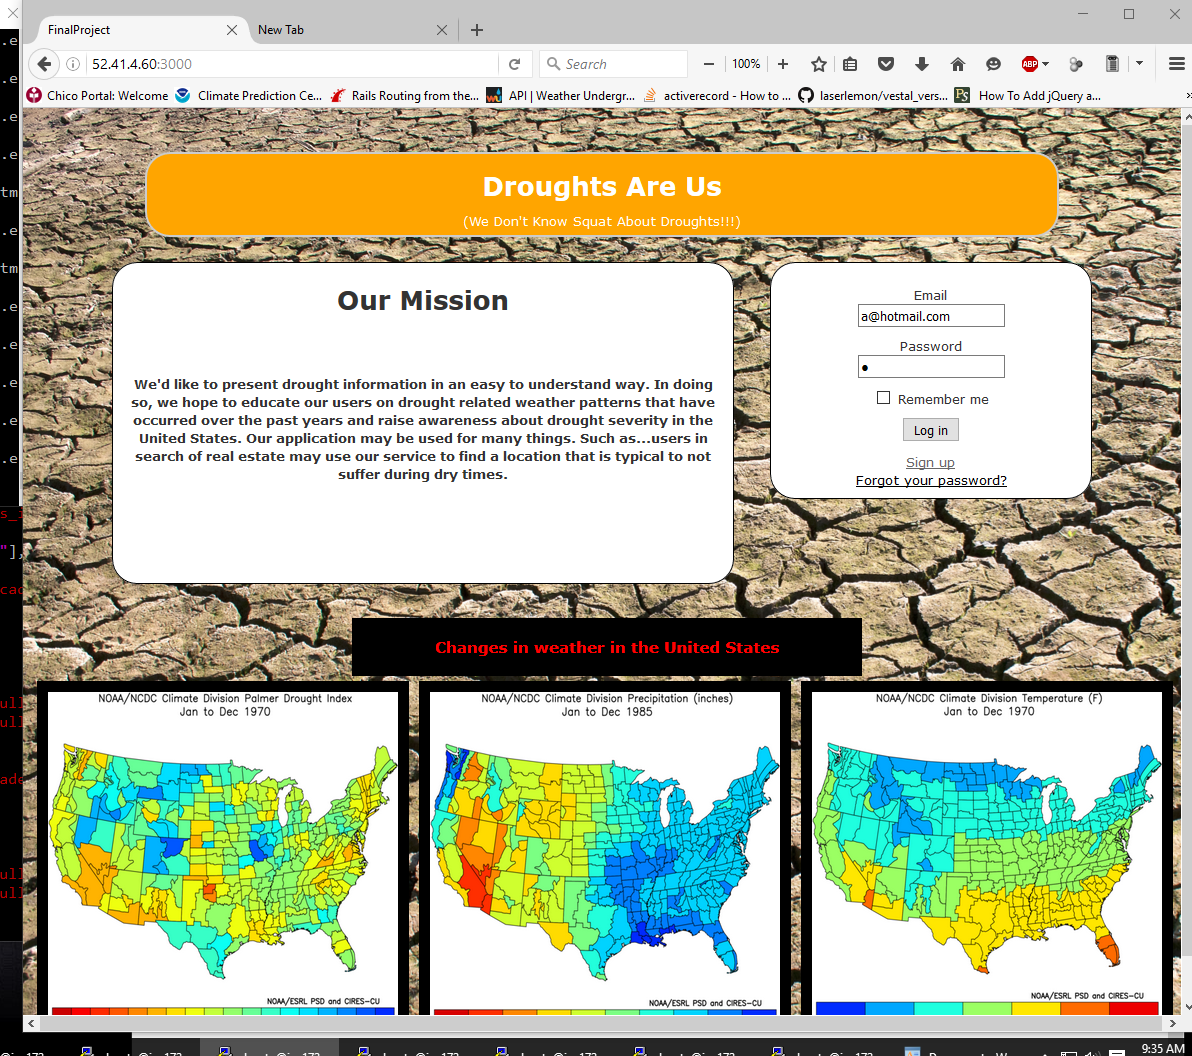 FinalProject
New Tab
52.41.4.60:3000
Search
100%
ABP
Chico Portal: Welcome
Climate Prediction Ce...
Rails Routing from the...
API | Weather Undergr...
activerecord - How to ...
laserlemon/vestal_vers...
How To Add jQuery a...
Droughts Are Us
(We Don't Know Squat About Droughts!!!)
Our Mission
We'd like to present drought information in an easy to understand way. In doing
so, we hope to educate our users on drought related weather patterns that have
occurred over the past years and raise awareness about drought severity in the
United States. Our application may be used for many things. Such as...users in
search of real estate may use our service to find a location that is typical to not
suffer during dry times.
Email
a@hotmail.com
Password
Remember me
Log in
Sign up
Forgot your password?
Changes in weather in the United States
NOAA/NCDC Climate Division Palmer Drought Index
Jan to Dec 1970
NOAA/ESRL PSD and CIRES-CU
NOAA/NCDC Climate Division Precipitation (inches)
Jan to Dec 1985
NOAA/ESRL PSD and CIRES-CU
NOAA/NCDC Climate Division Temperature (F)
Jan to Dec 1970
NOAA/ESRL PSD and CIRES-CU
9:35 AM